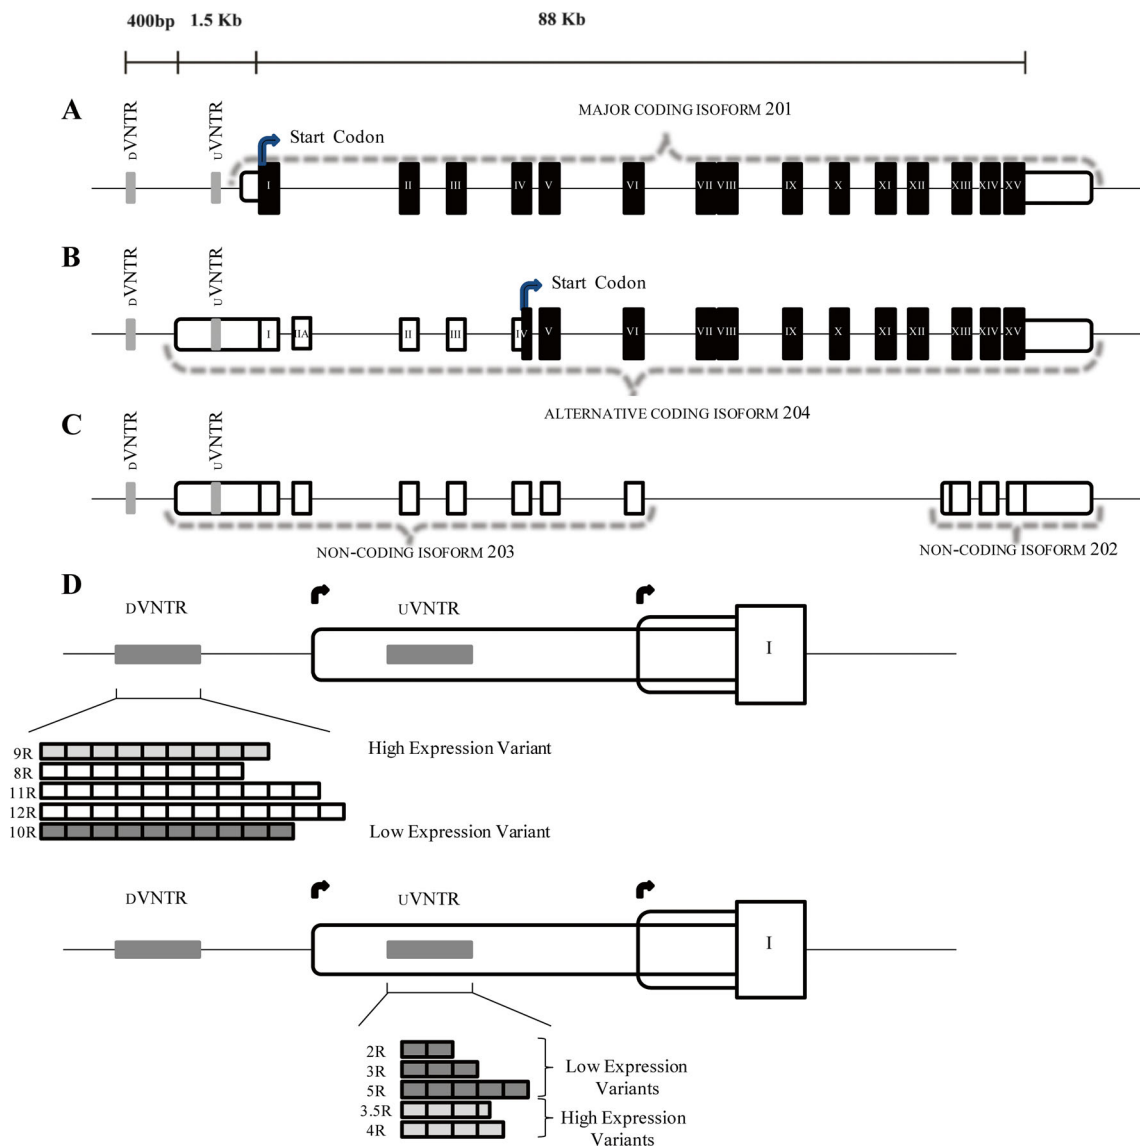 400bp 1.5 Kb 88 Kb
A
DVNTR
UVNTR
MAJOR CODING ISOFORM 201
Start Codon
I II III IV V VI VII VIII IX X XI XII XIII XIV XV
B
DVNTR
UVNTR
Start Codon
I IIA II III IV V VI VII VIII IX X XI XII XIII XIV XV
ALTERNATIVE CODING ISOFORM 204
C
DVNTR
UVNTR
NON-CODING ISOFORM 203
NON-CODING ISOFORM 202
D
DVNTR
UVNTR
I
9R
High Expression Variant
8R
11R
12R
10R
Low Expression Variant
DVNTR
UVNTR
I
2R
3R
5R
Low Expression
Variants
3.5R
4R
High Expression
Variants